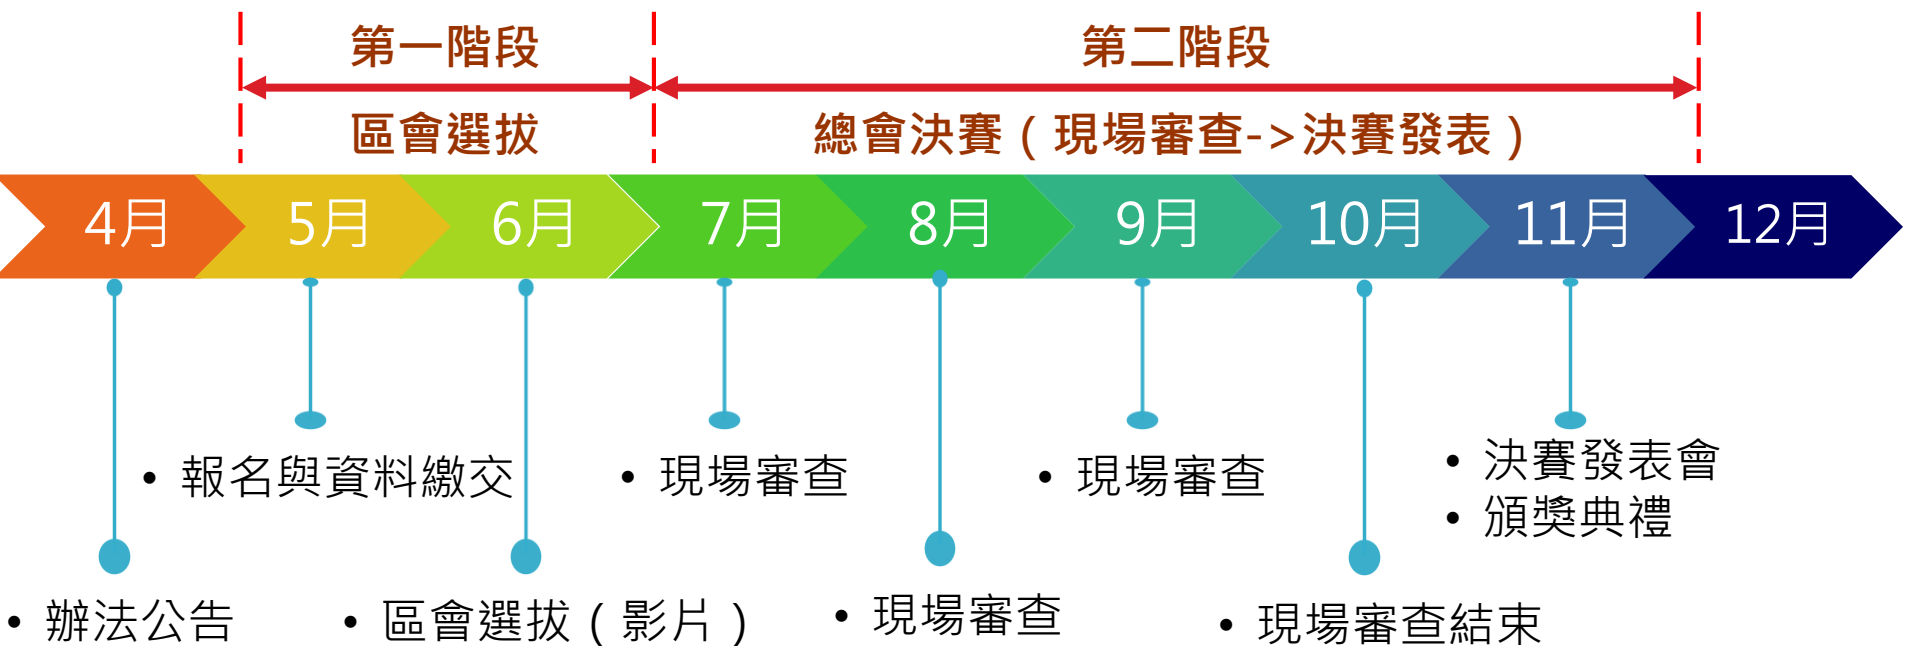 第一階段
第二階段
區會選拔
總會決賽（現場審查->決賽發表）
4月
5月
6月
7月
8月
9月
10月
11月
12月
• 報名與資料繳交
• 現場審查
• 現場審查
• 決賽發表會
• 頒獎典禮
• 辦法公告
• 區會選拔（影片）
• 現場審查
• 現場審查結束